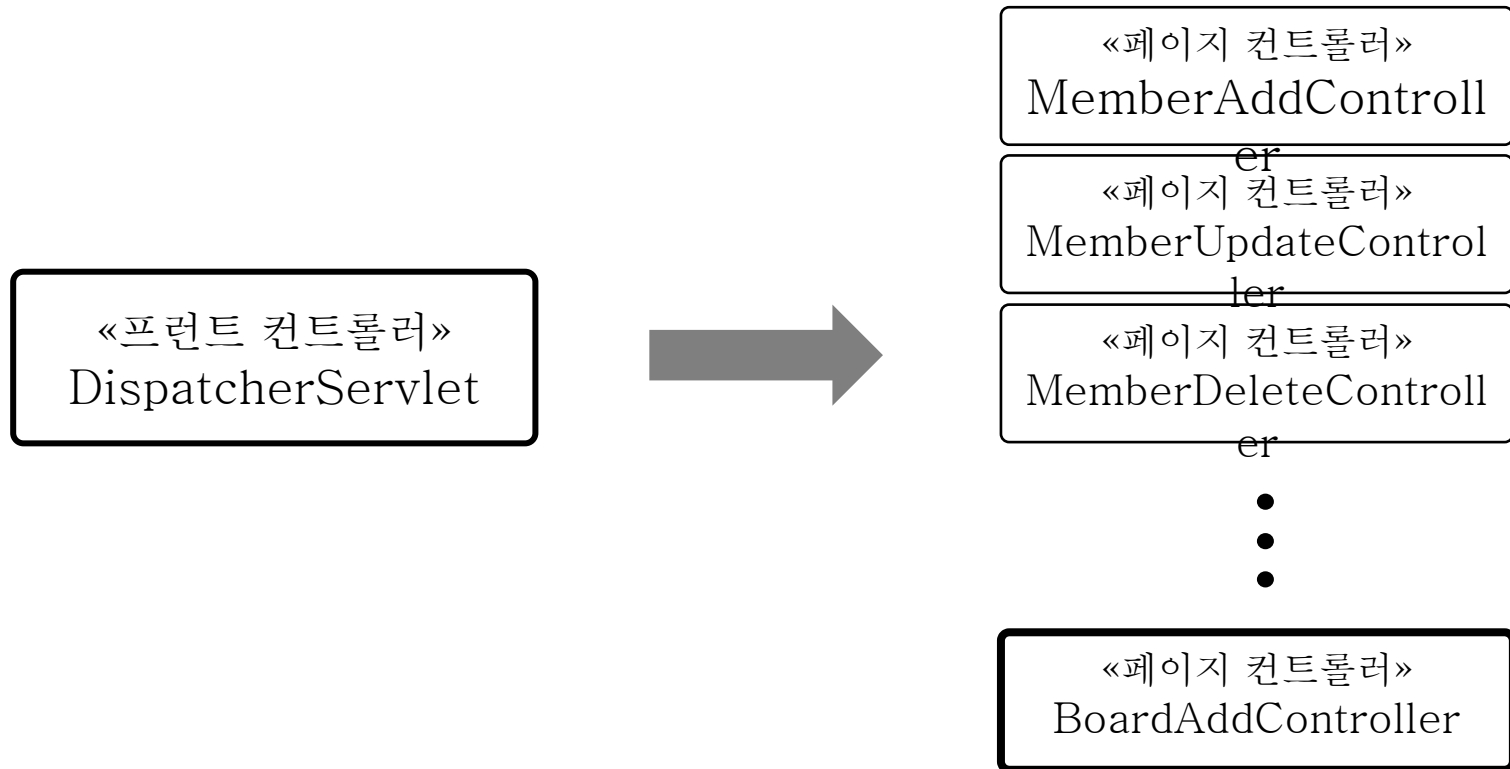 «프런트 컨트롤러»
DispatcherServlet
«페이지 컨트롤러»
MemberAddControll
er
«페이지 컨트롤러»
MemberUpdateControl
ler
«페이지 컨트롤러»
MemberDeleteControll
er
«페이지 컨트롤러»
BoardAddController